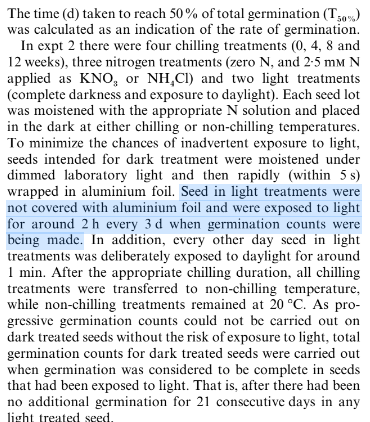 The time (d) taken to reach 50% of total germination (T50%)
was calculated as an indication of the rate of germination.
In expt 2 there were four chilling treatments (0, 4, 8 and
12 weeks), three nitrogen treatments (zero N, and 2·5 mM N
applied as KNO3 or NH4Cl) and two light treatments
(complete darkness and exposure to daylight). Each seed lot
was moistened with the appropriate N solution and placed
in the dark at either chilling or non-chilling temperatures.
To minimize the chances of inadvertent exposure to light,
seeds intended for dark treatment were moistened under
dimmed laboratory light and then rapidly (within 5 s)
wrapped in aluminium foil. Seed in light treatments were
not covered with aluminium foil and were exposed to light
for around 2 h every 3 d when germination counts were
being made. In addition, every other day seed in light
treatments was deliberately exposed to daylight for around
1 min. After the appropriate chilling duration, all chilling
treatments were transferred to non-chilling temperature,
while non-chilling treatments remained at 20 °C. As pro-
gressive germination counts could not be carried out on
dark treated seeds without the risk of exposure to light, total
germination counts for dark treated seeds were carried out
when germination was considered to be complete in seeds
that had been exposed to light. That is, after there had been
no additional germination for 21 consecutive days in any
light treated seed.